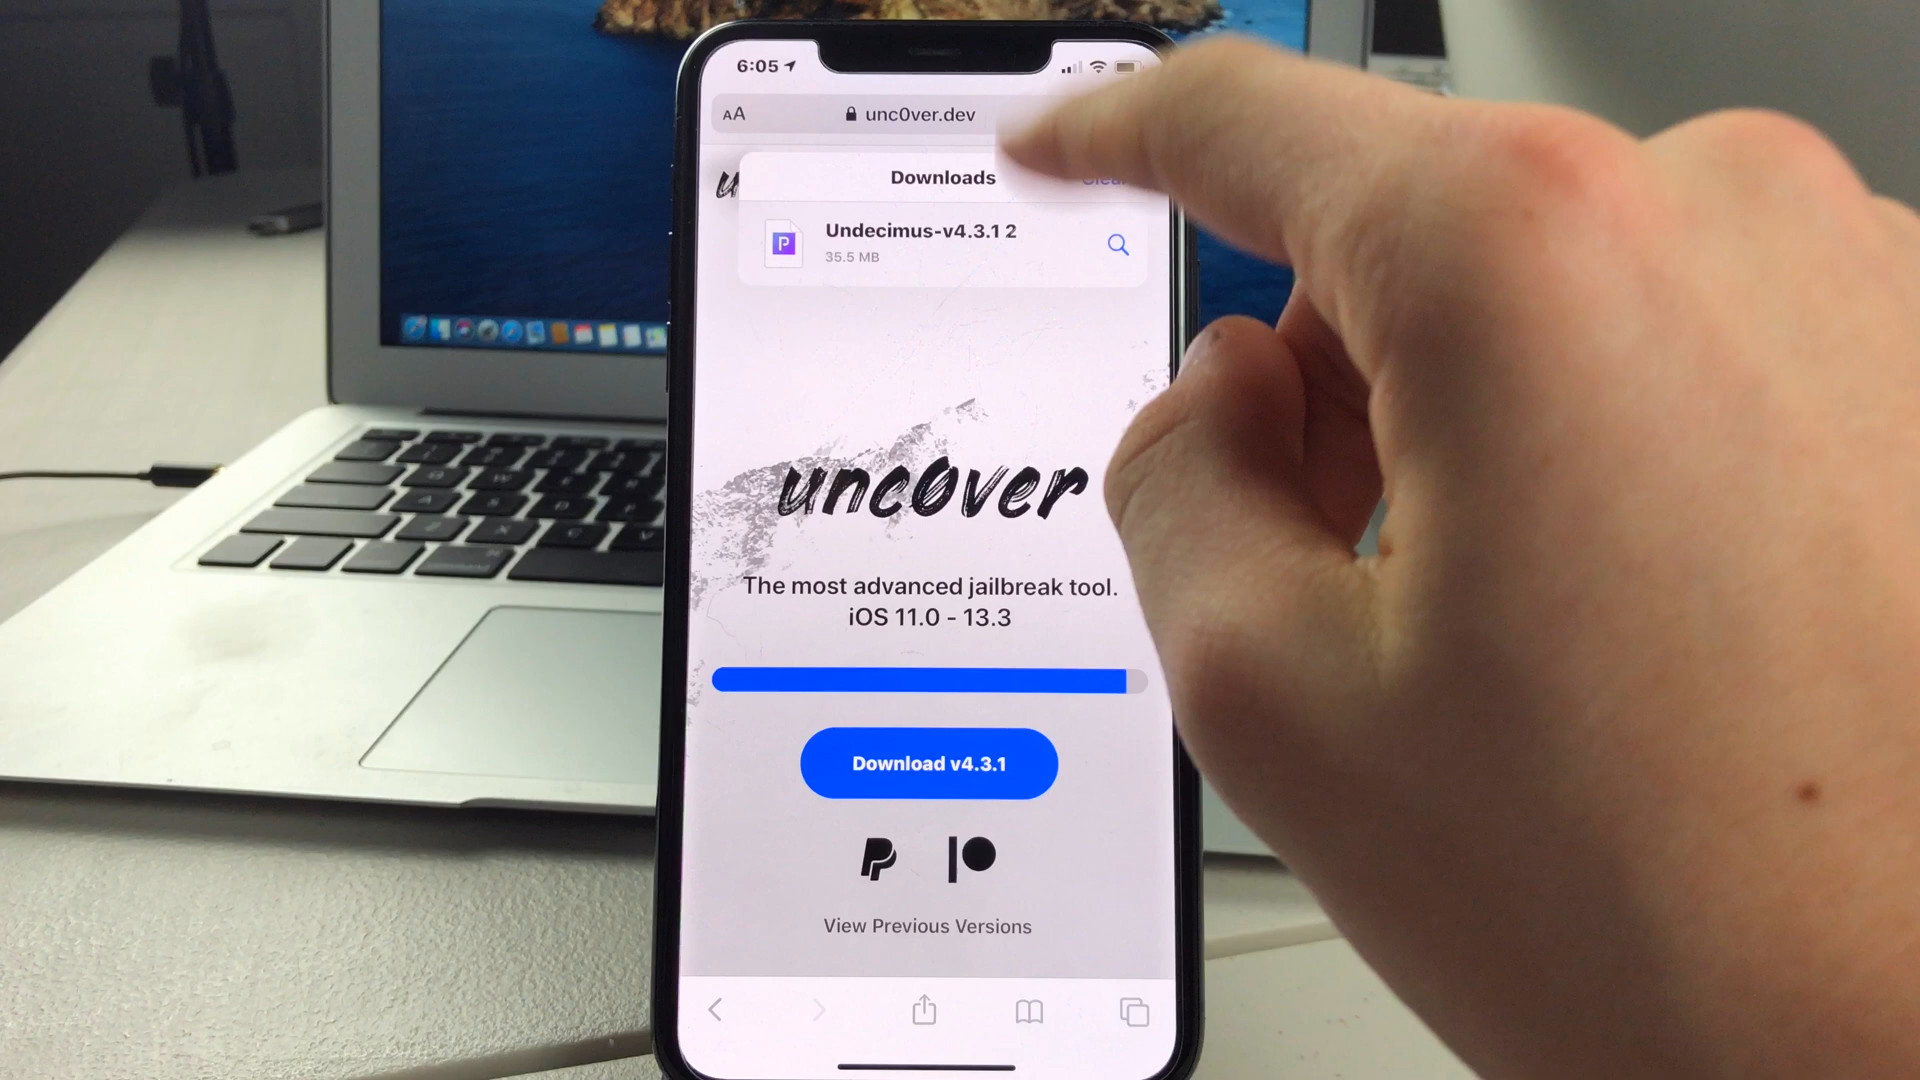 6:05
AA unc0ver.dev
Downloads
Clear
P
Undecimus-v4.3.1 2
35.5 MB
unc0ver
The most advanced jailbreak tool.
iOS 11.0 - 13.3
Download v4.3.1
View Previous Versions